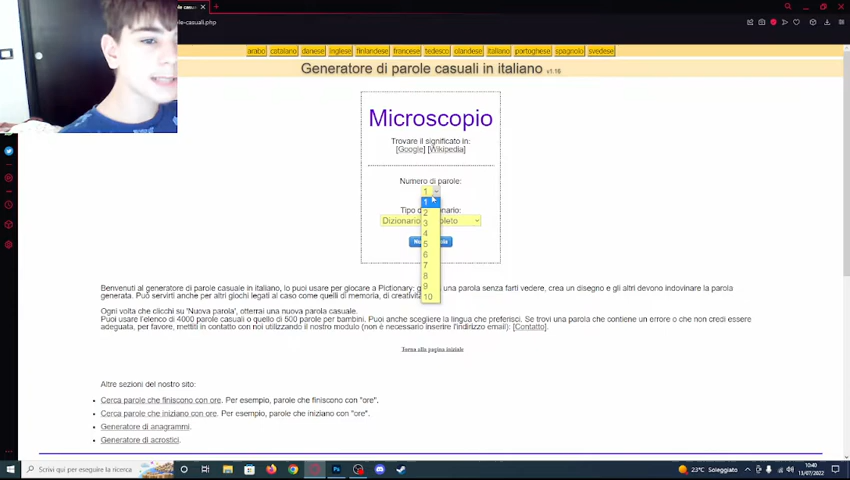 le-casuali.php
arabo catalano danese inglese finlandese francese tedesco olandese italiano portoghese spagnolo svedese
Generatore di parole casuali in italiano v1.16
Microscopio
Trovare il significato in:
[Google] [Wikipedia]
Numero di parole:
1
1
2
3
4
5
6
7
8
9
10
Benvenuti al generatore di parole casuale in italiano, lo puoi usare per giocare a Pictionary: una parola senza farti vedere, crea un disegno e gli altri devono indovinare la parola
generata. Può servirti anche per altri giochi legati al caso come quelli di memoria, di creatività
Ogni volta che clicchi su 'Nuova parola', otterrai una nuova parola casuale.
Puoi usare l'elenco di 4000 parole casuali o quello di 500 parole per bambini. Puoi anche scegliere la lingua che preferisci. Se trovi una parola che contiene un errore o che non credi essere
adeguata, per favore, mettiti in contatto con noi utilizzando il nostro modulo (non è necessario inserire l'indirizzo email): [Contatto].
Torna alla pagina iniziale
Altre sezioni del nostro sito:
Cerca parole che finiscono con ore. Per esempio, parole che finiscono con "ore".
Cerca parole che iniziano con ore. Per esempio, parole che iniziano con "ore".
Generatore di anagrammi.
Generatore di acrostici.
Scrivi qui per eseguire la ricerca
23°C Soleggiato
10:40
11/07/2022